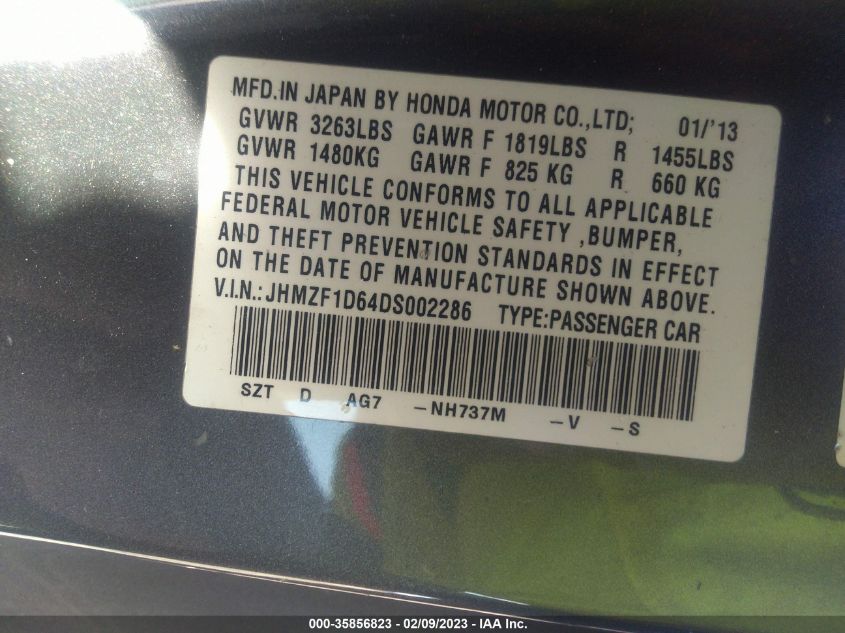 MFD.IN JAPAN BY HONDA MOTOR CO.,LTD; 01/'13
GVWR 3263LBS GAWR F 1819LBS R 1455LBS
GVWR 1480KG GAWR F 825 KG R 660 KG
THIS VEHICLE CONFORMS TO ALL APPLICABLE
FEDERAL MOTOR VEHICLE SAFETY ,BUMPER,
AND THEFT PREVENTION STANDARDS IN EFFECT
ON THE DATE OF MANUFACTURE SHOWN ABOVE.
V.I.N.:JHMZF1D64DS002286 TYPE:PASSENGER CAR
SZT D AG7 -NH737M -V -S
000-35856823 - 02/09/2023 - IAA Inc.